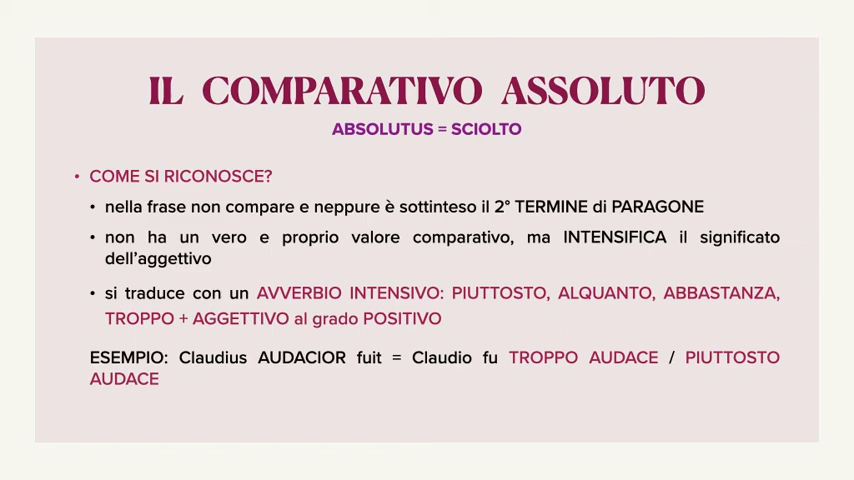 IL COMPARATIVO ASSOLUTO
ABSOLUTUS = SCIOLTO
• COME SI RICONOSCE?
• nella frase non compare e neppure è sottinteso il 2° TERMINE di PARAGONE
• non ha un vero e proprio valore comparativo, ma INTENSIFICA il significato
dell'aggettivo
• si traduce con un AVVERBIO INTENSIVO: PIUTTOSTO, ALQUANTO, ABBASTANZA,
TROPPO + AGGETTIVO al grado POSITIVO
ESEMPIO: Claudius AUDACIOR fuit = Claudio fu TROPPO AUDACE / PIUTTOSTO
AUDACE